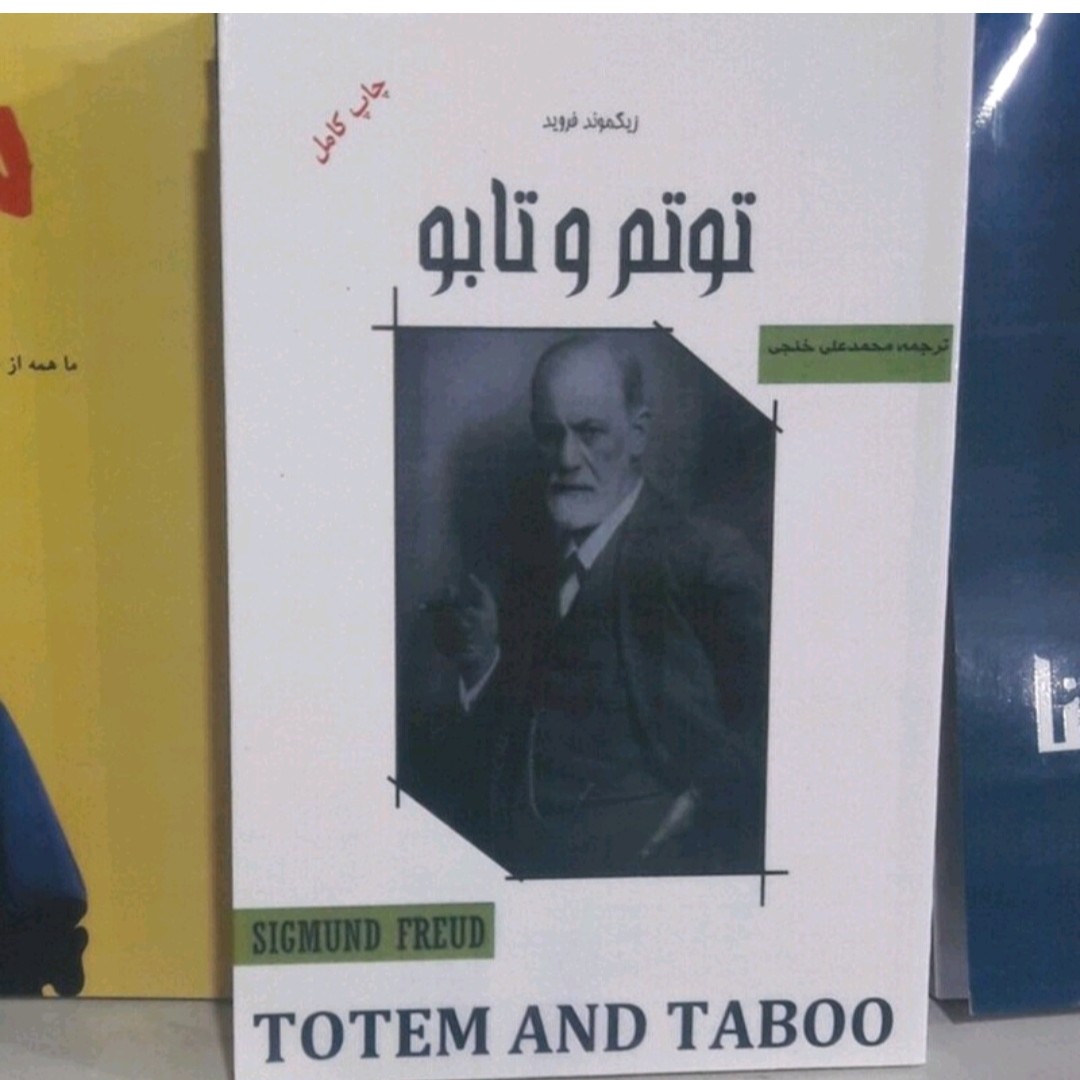 چاپ کامل
زیگموند فروید
توتم و تابو
ترجمه: محمدعلی خنجی
SIGMUND FREUD
TOTEM AND TABOO
ما همه از